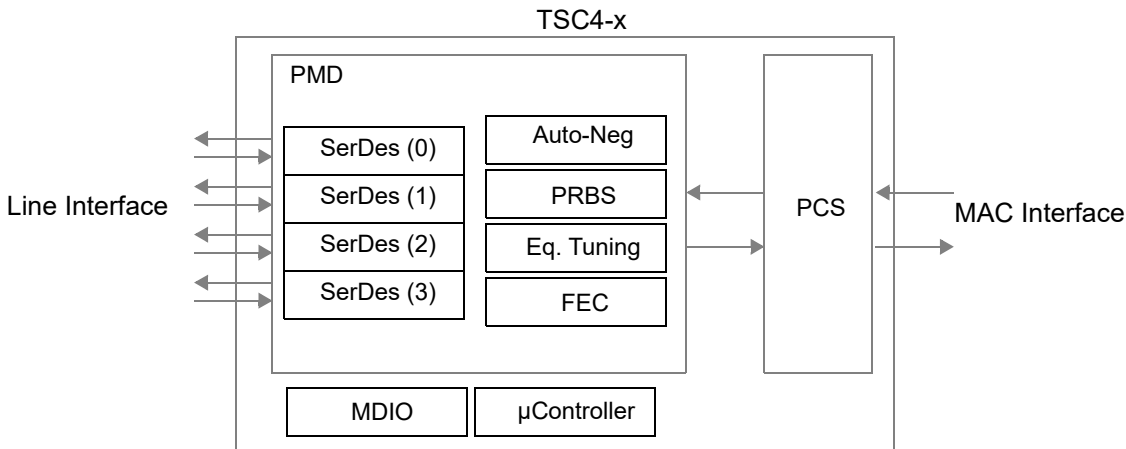 TSC4-x
PMD
SerDes (0)
SerDes (1)
SerDes (2)
SerDes (3)
Auto-Neg
PRBS
Eq. Tuning
FEC
PCS
Line Interface
MAC Interface
MDIO
µController